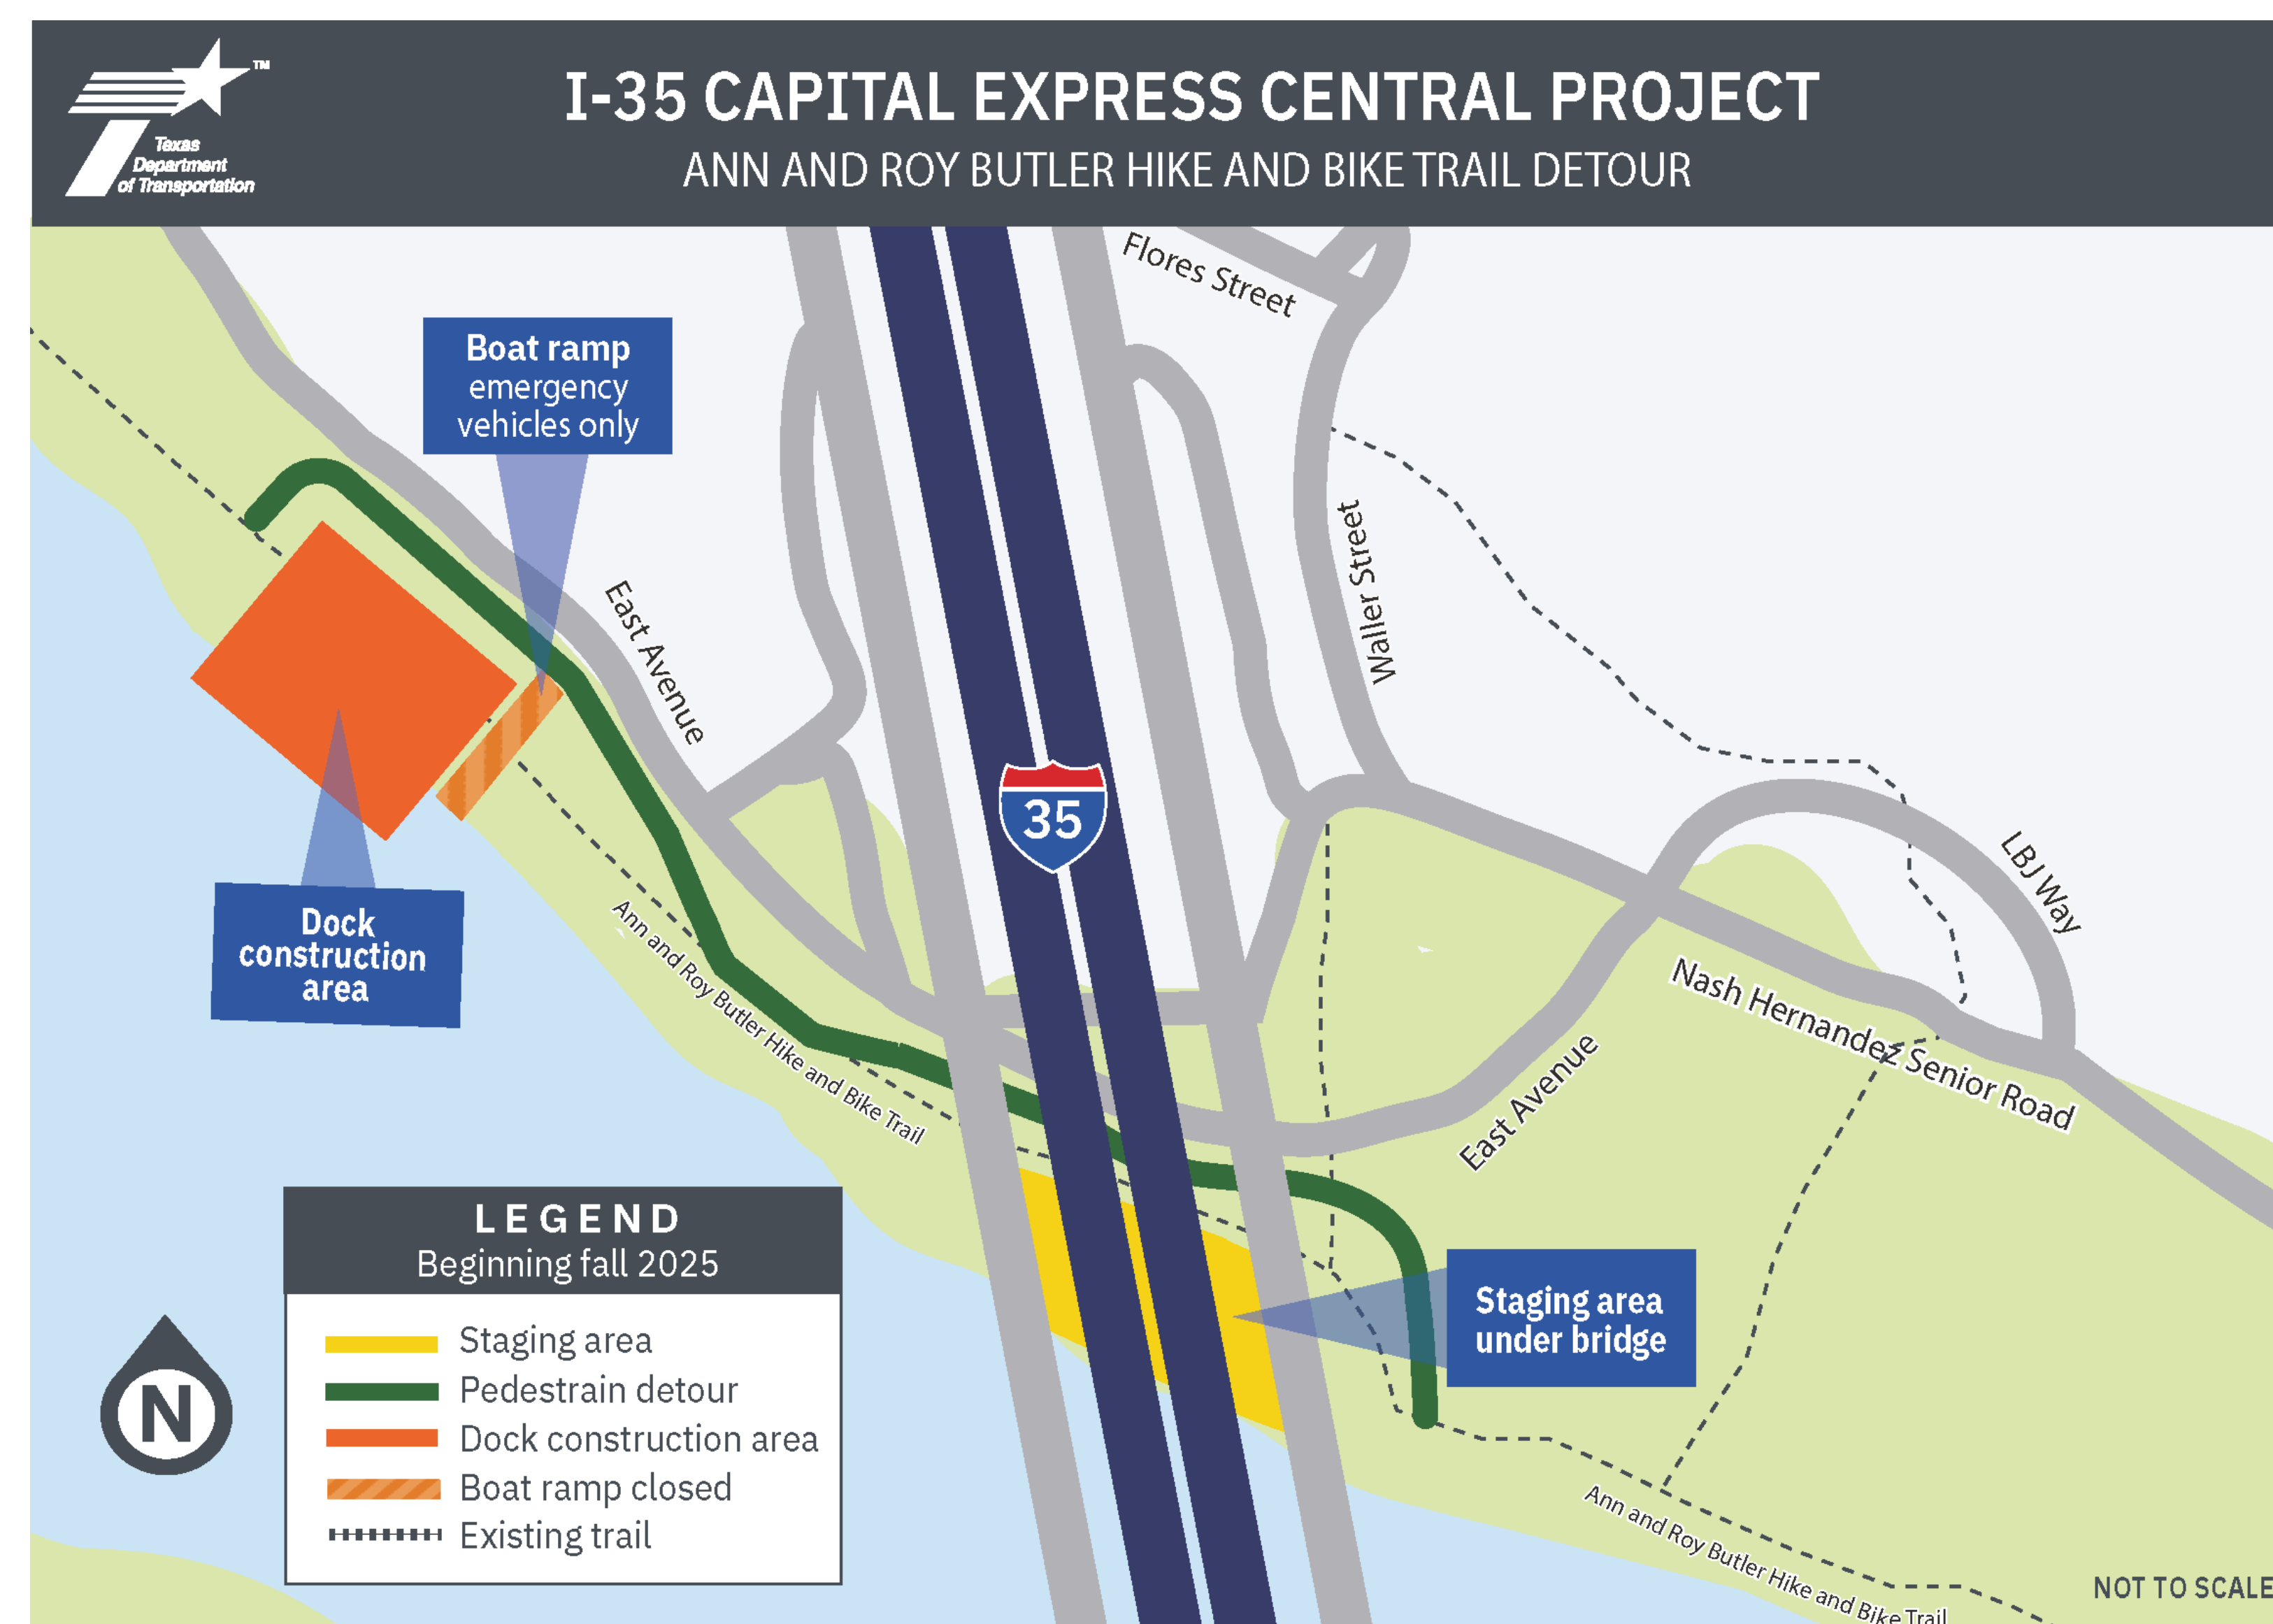 TM
Texas
Department
of Transportation
I-35 CAPITAL EXPRESS CENTRAL PROJECT
ANN AND ROY BUTLER HIKE AND BIKE TRAIL DETOUR
Flores Street
Boat ramp
emergency
vehicles only
Waller Street
East Avenue
35
LBJ Way
Dock
construction
area
Ann and Roy Butler Hike and Bike Trail
Nash Hernandez Senior Road
East Avenue
LEGEND
Beginning fall 2025
Staging area
Pedestrain detour
Dock construction area
Boat ramp closed
Existing trail
N
Staging area
under bridge
Ann and Roy Butler Hike and Bike Trail
NOT TO SCALE